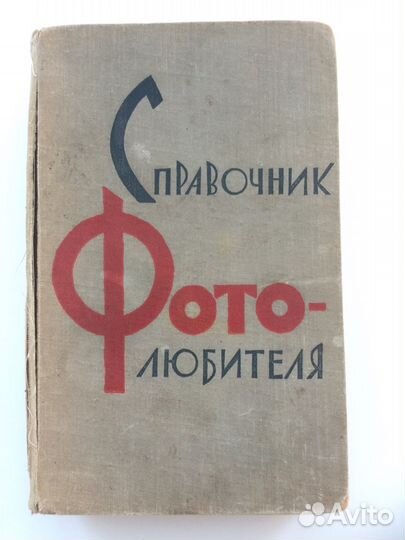 Справочник
Фото-
любителя
Avito